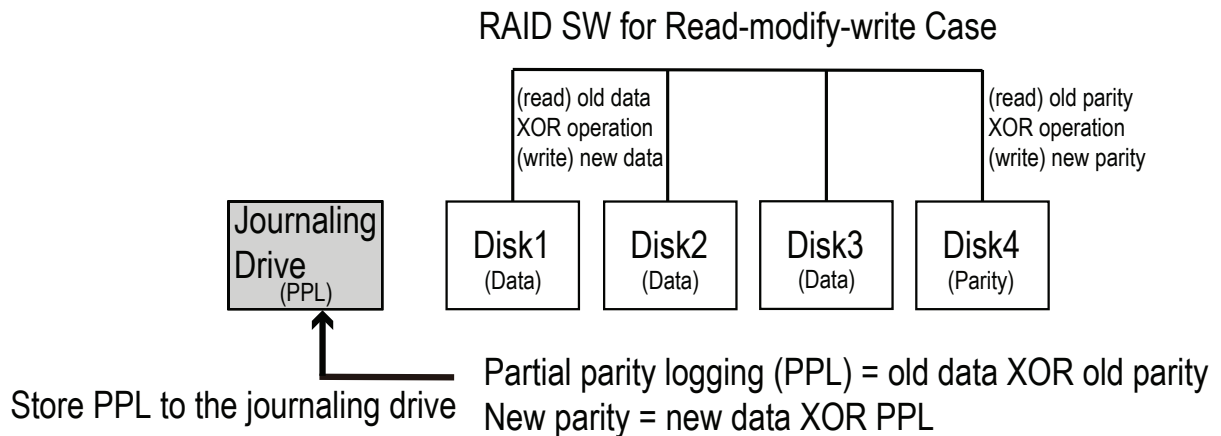 RAID SW for Read-modify-write Case
(read) old data
XOR operation
(write) new data
(read) old parity
XOR operation
(write) new parity
Journaling
Drive
(PPL)
Disk1
(Data)
Disk2
(Data)
Disk3
(Data)
Disk4
(Parity)
Partial parity logging (PPL) = old data XOR old parity
Store PPL to the journaling drive
New parity = new data XOR PPL